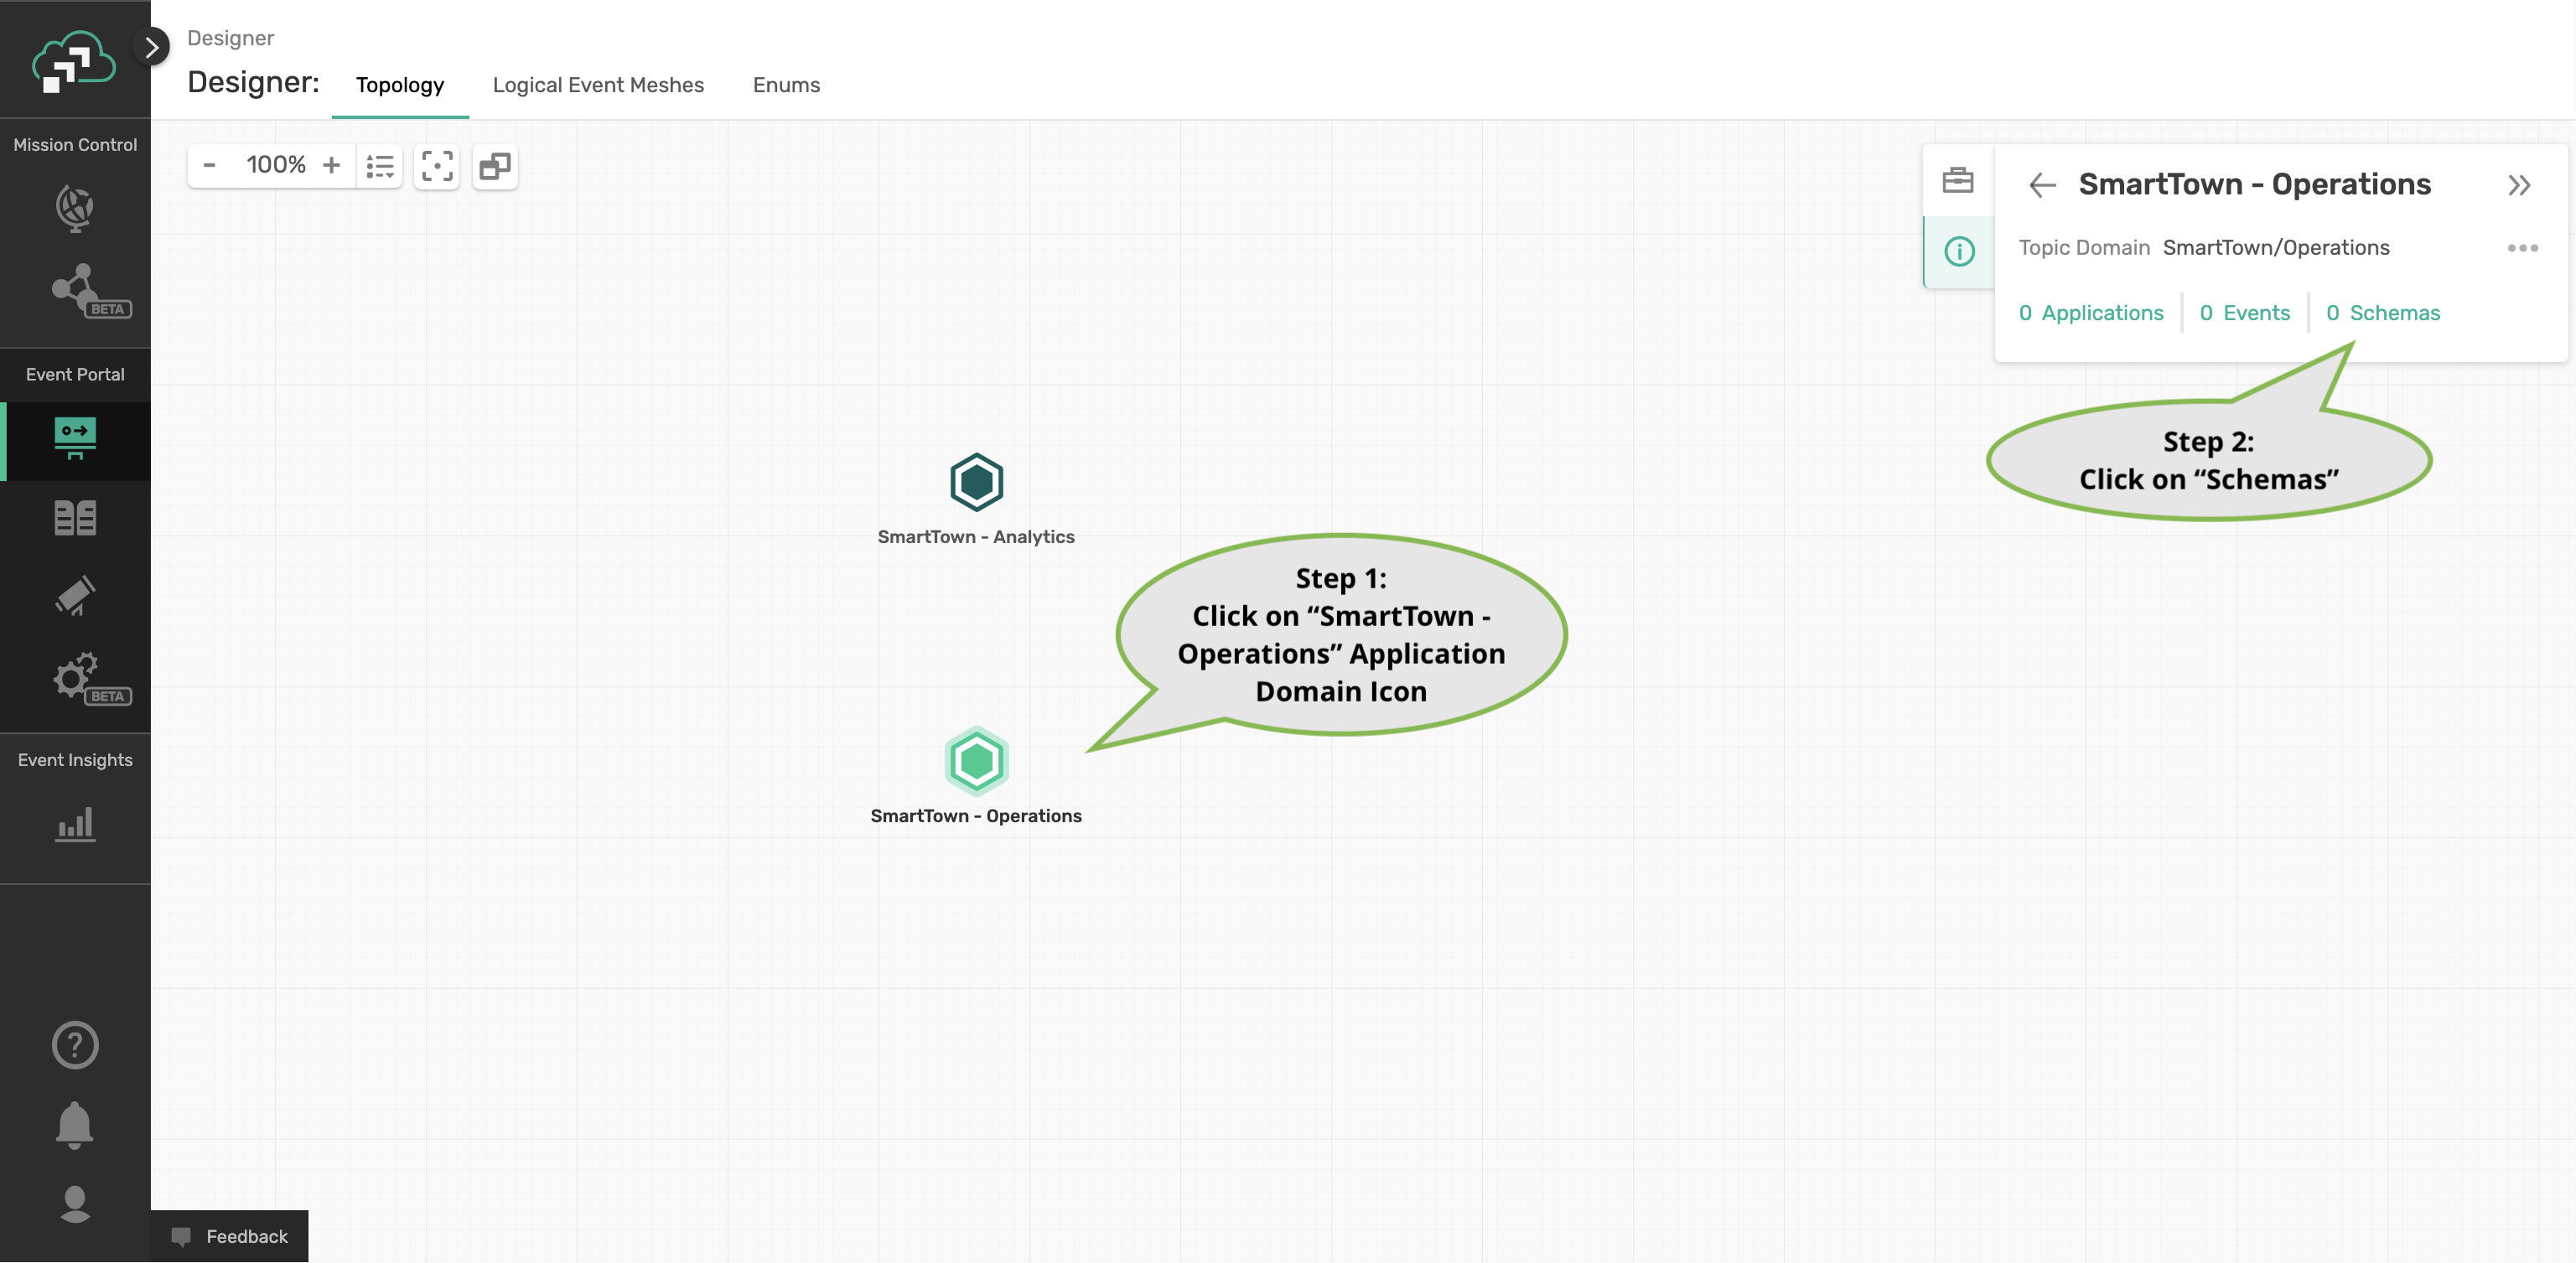 Designer
Designer:
Topology
Logical Event Meshes
Enums
Mission Control
BETA
Event Portal
BETA
Event Insights
- 100% +
SmartTown - Operations
Topic Domain SmartTown/Operations
0 Applications
0 Events
0 Schemas
Step 2:
Click on “Schemas”
SmartTown - Analytics
Step 1:
Click on “SmartTown -
Operations” Application
Domain Icon
SmartTown - Operations
Feedback